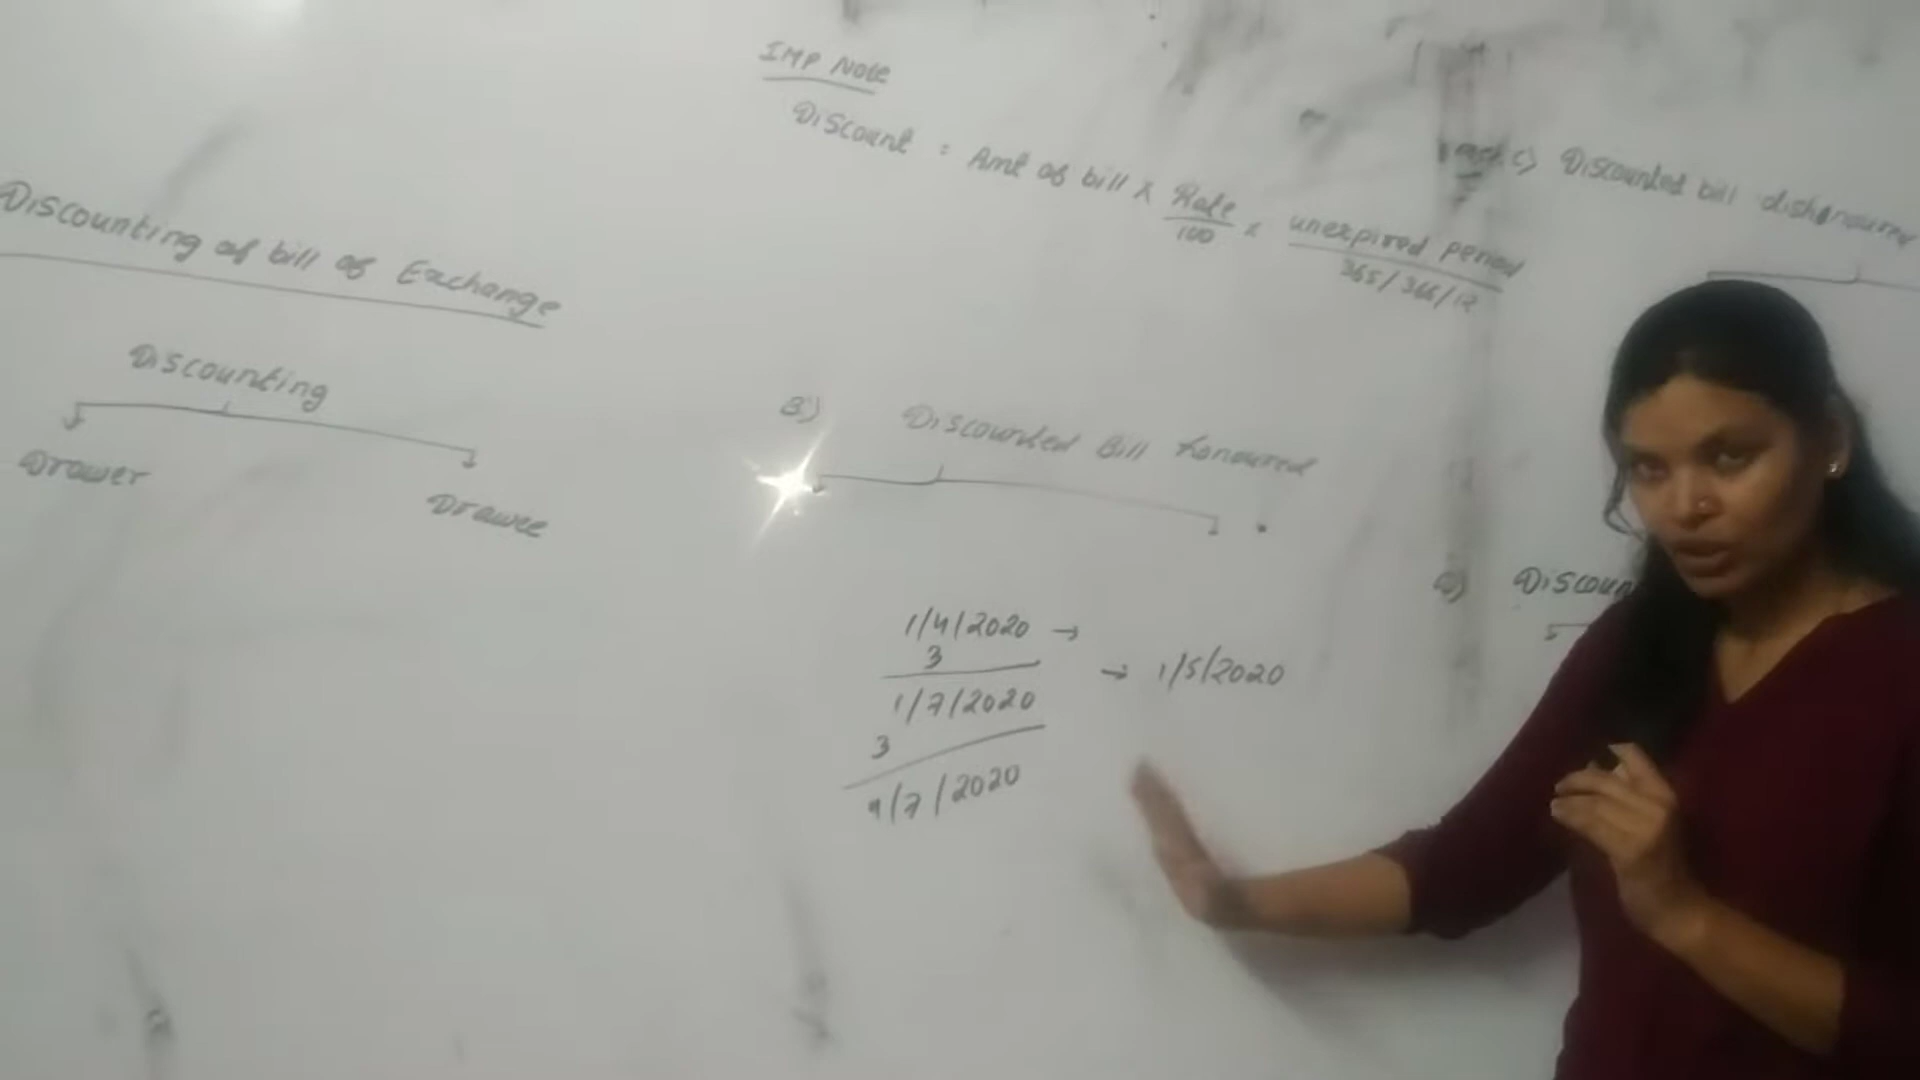 Discounting of bill of Exchange
Discounting
Drawer
Drawee
IMP Note
Discount = Amt of bill x Rate/100 x unexpired period
365/366/12
B)
Discounted Bill honoured
1/4/2020 →
3
1/7/2020
3
4/7/2020
→ 1/5/2020
c) Discounted bill dishonoured
Discoun